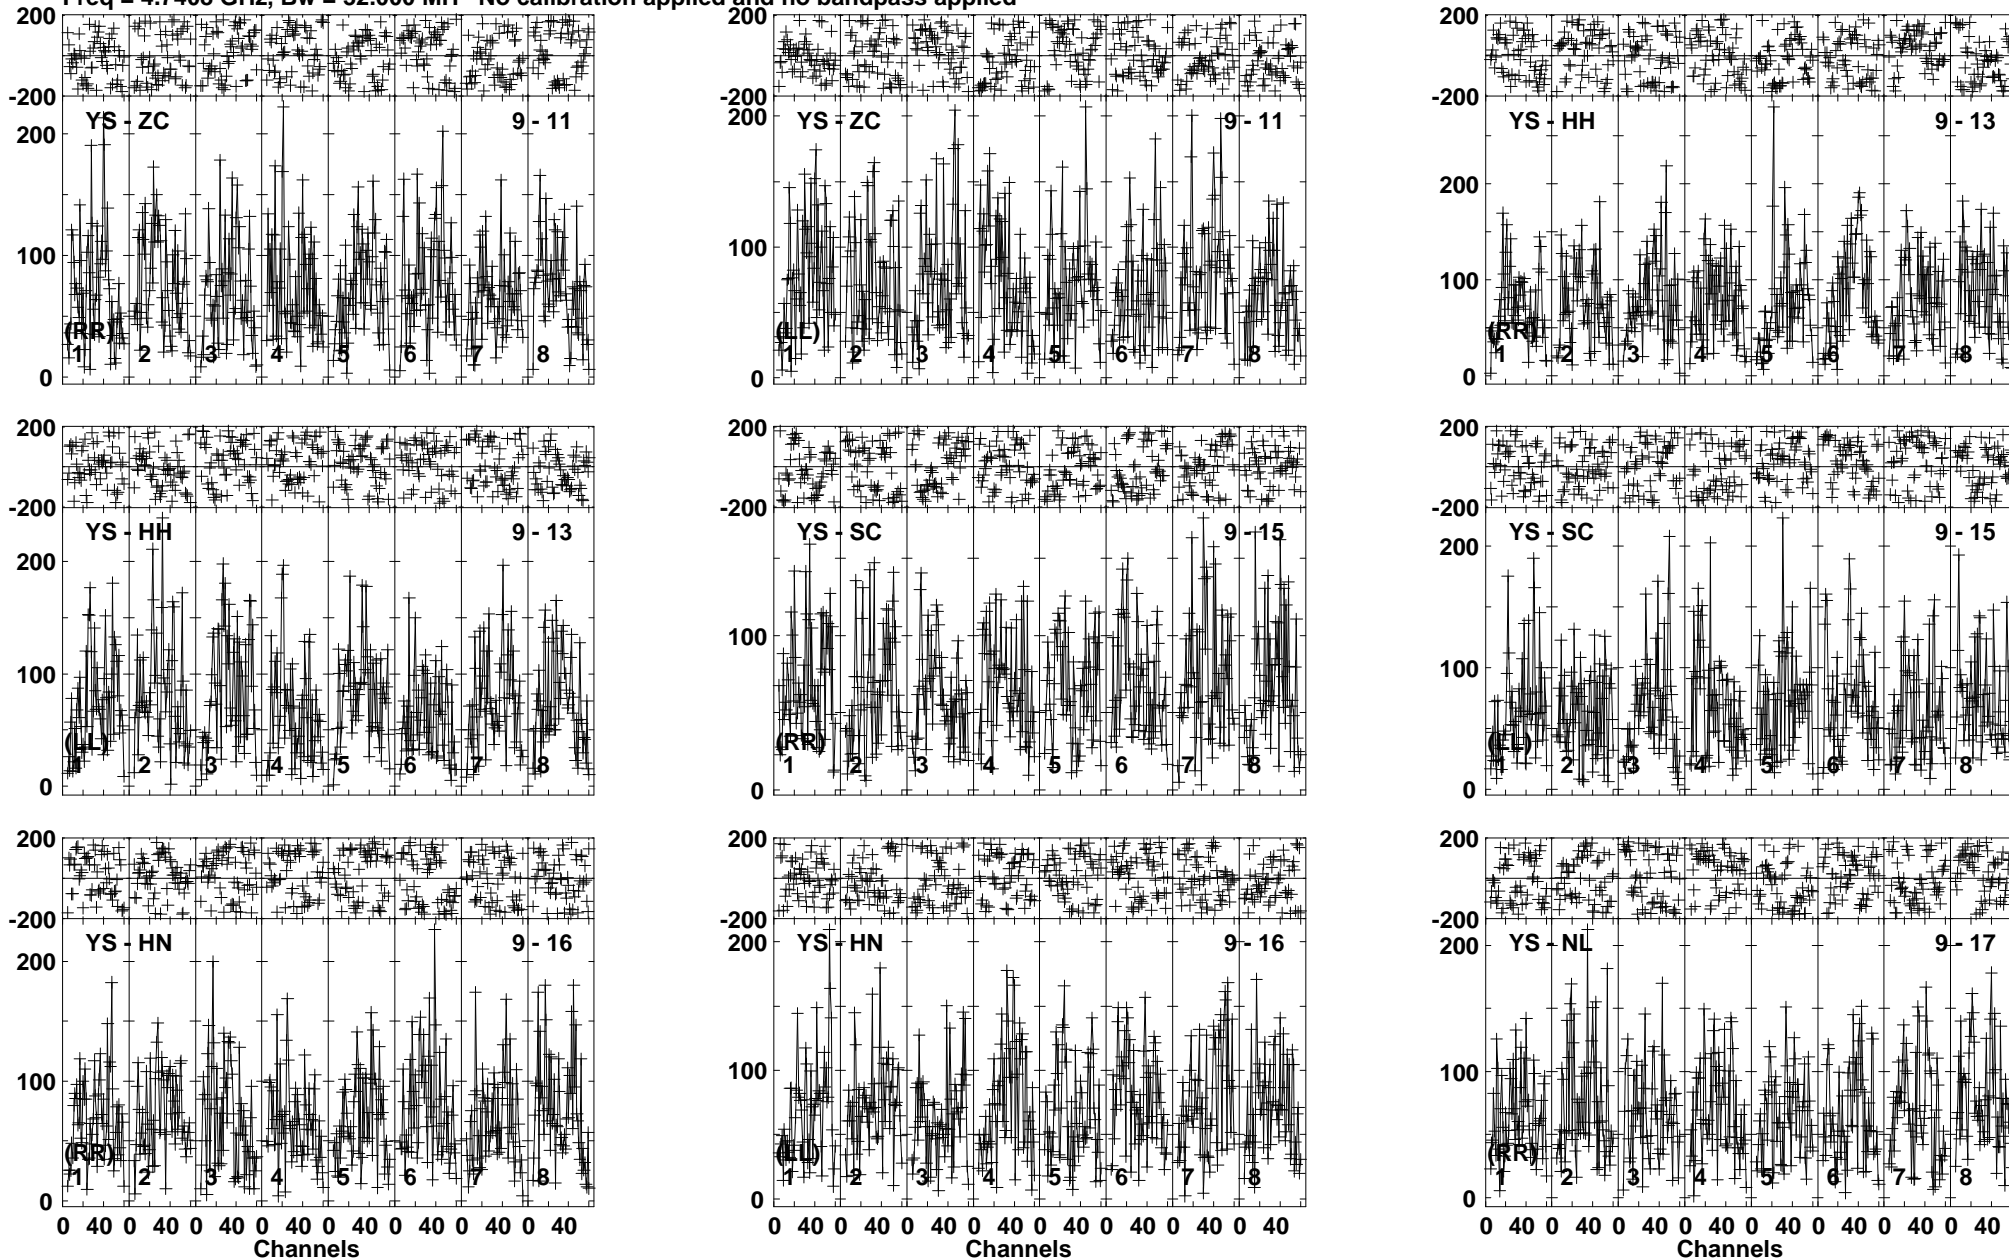 No calibration applied and no bandpass applied
200 200 200
-200 -200 -200
YS - ZC 9 - 11 YS - ZC 9 - 11 YS - HH 9 - 13
200 200 200
100 100 100
(RR) (LL) (RR)
1 2 3 4 5 6 7 8 1 2 3 4 5 6 7 8 1 2 3 4 5 6 7 8
0 0 0
200 200 200
-200 -200 -200
YS - HH 9 - 13 YS - SC 9 - 15 YS - SC 9 - 15
200 200
100 100 100
(LL) (RR) (LL)
1 2 3 4 5 6 7 8 1 2 3 4 5 6 7 8 1 2 3 4 5 6 7 8
0 0 0
200 200 200
-200 -200 -200
YS - HN 9 - 16 YS - HN 9 - 16 YS - NL 9 - 17
200 200 200
100 100 100
(RR) (LL) (RR)
1 2 3 4 5 6 7 8 1 2 3 4 5 6 7 8 1 2 3 4 5 6 7 8
0 0 0
0 40 0 40 0 40 0 40 0 40 0 40 0 40 0 40 0 40 0 40 0 40 0 40 0 40 0 40 0 40 0 40 0 40 0 40 0 40 0 40 0 40 0 40 0 40 0 40
Channels Channels Channels